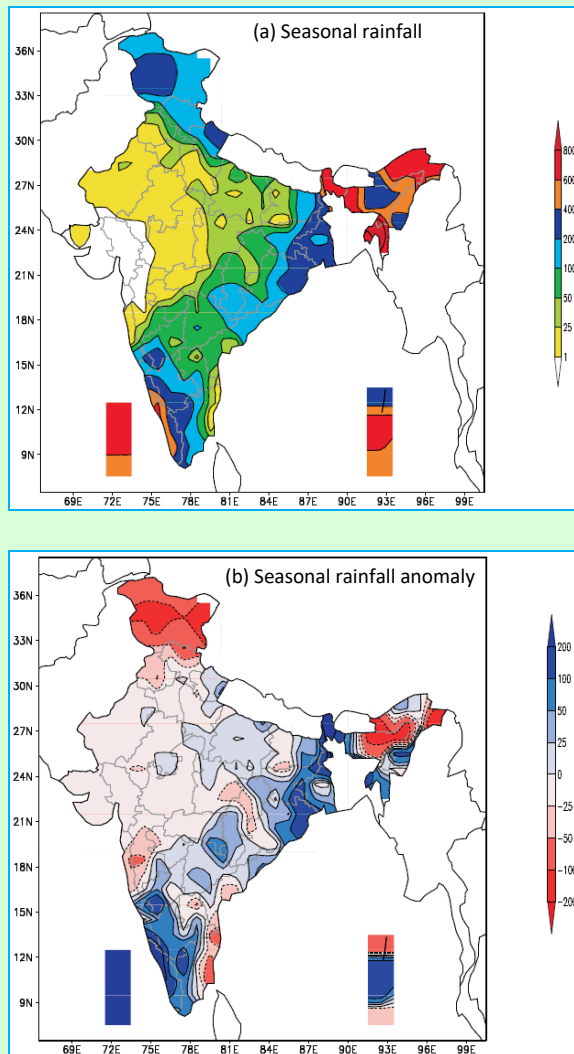 (a) Seasonal rainfall
36N
33N
30N
27N
24N
21N
18N
15N
12N
9N
69E 72E 75E 78E 81E 84E 87E 90E 93E 96E 99E
800
600
400
200
100
50
25
1
(b) Seasonal rainfall anomaly
36N
33N
30N
27N
24N
21N
18N
15N
12N
9N
69E 72E 75E 78E 81E 84E 87E 90E 93E 96E 99E
200
100
50
25
0
-25
-50
-100